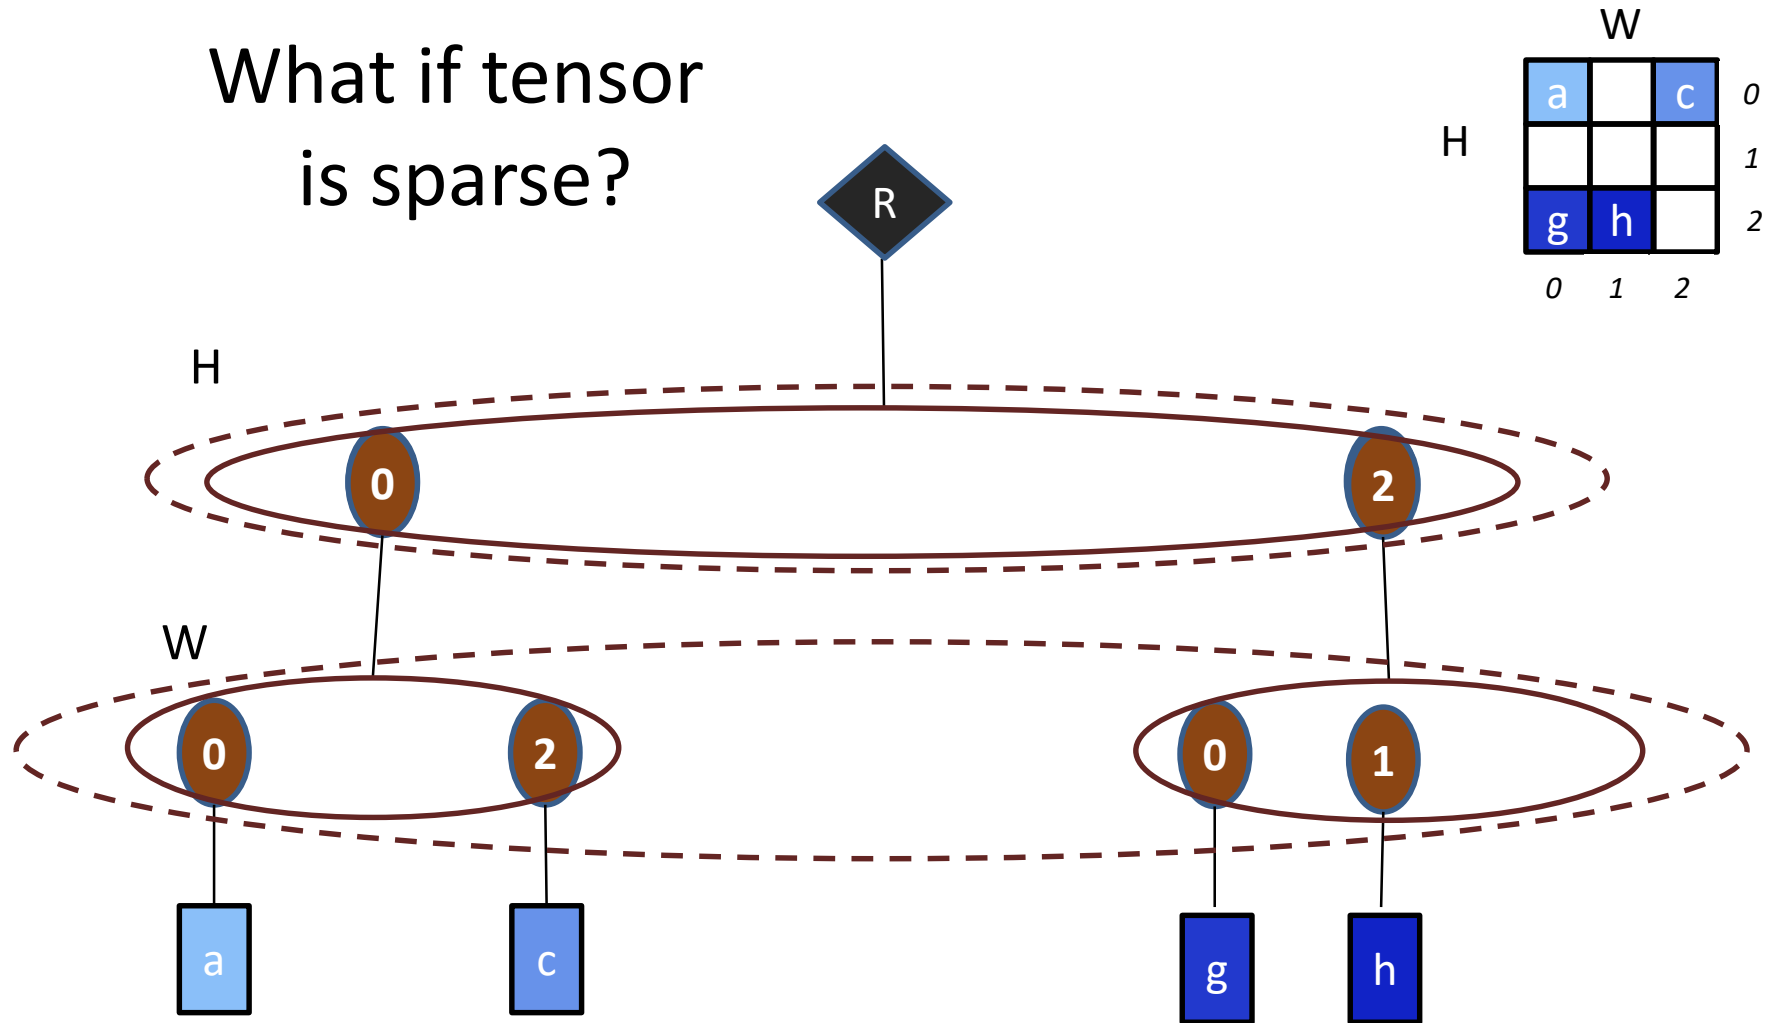 What if tensor
is sparse?
W
a c 0
H
1
g h 2
0 1 2
R
H
0 2
W
0 2 0 1
a c g h